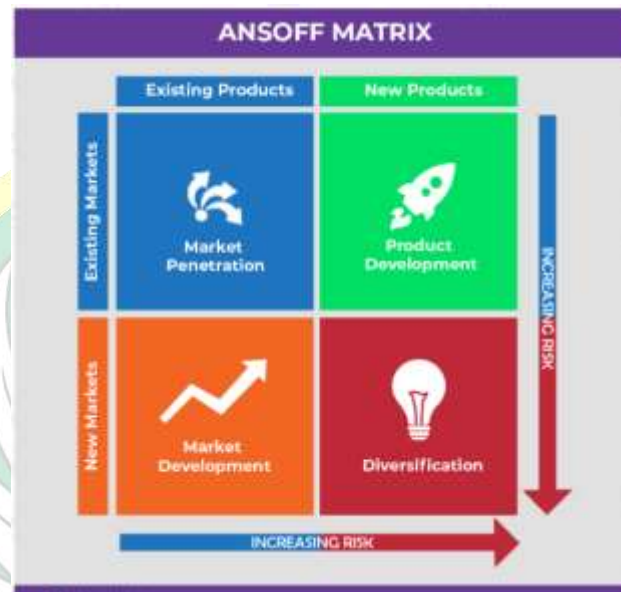 ANSOFF MATRIX
Existing Products
New Products
Existing Markets
Market
Penetration
Product
Development
INCREASING RISK
New Markets
Market
Development
Diversification
INCREASING RISK